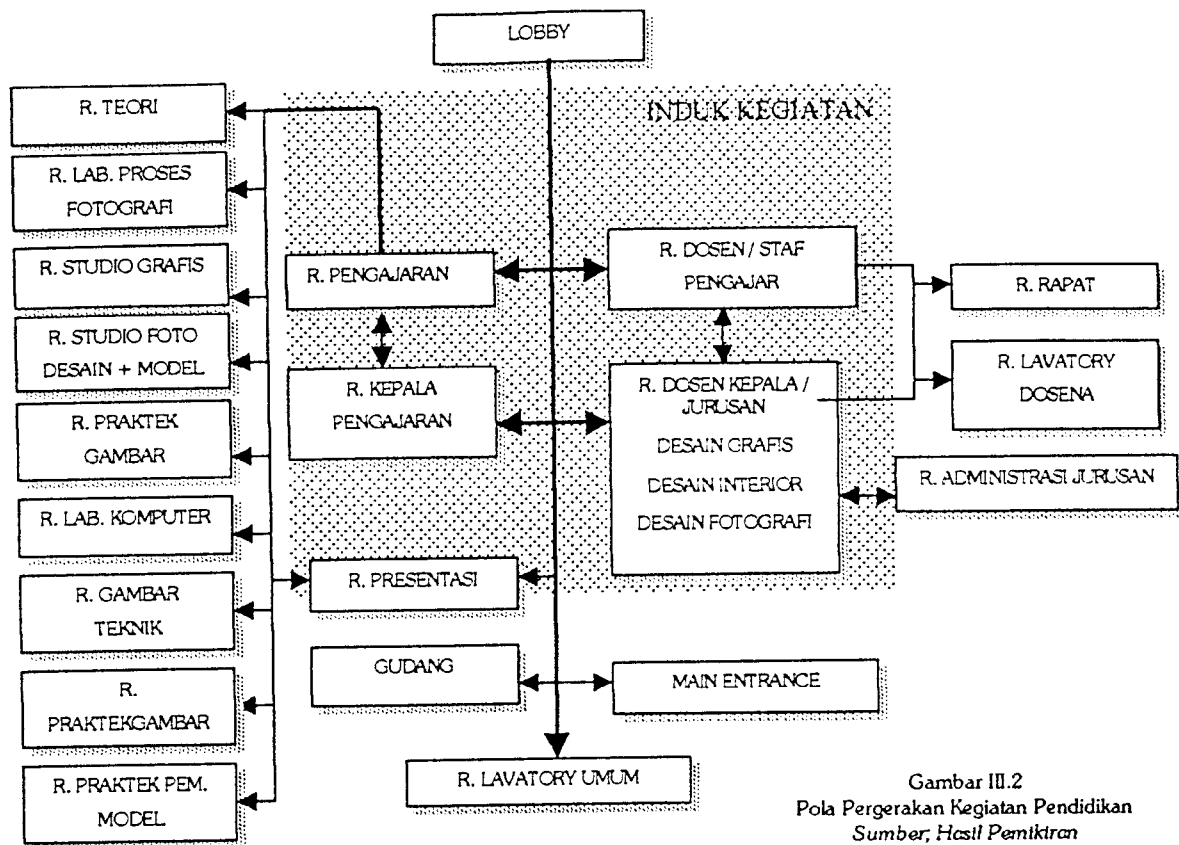 LOBBY
INDUK KEGIATAN
R. TEORI
R. LAB. PROSES
FOTOGRAFI
R. STUDIO GRAFIS
R. STUDIO FOTO
DESAIN + MODEL
R. PRAKTEK
GAMBAR
R. LAB. KOMPUTER
R. GAMBAR
TEKNIK
R.
PRAKTEKGAMBAR
R. PRAKTEK PEM.
MODEL
R. PENGAJARAN
R. KEPALA
PENGAJARAN
R. PRESENTASI
GUDANG
R. DOSEN / STAF
PENGAJAR
R. DOSEN KEPALA /
JURUSAN
DESAIN GRAFIS
DESAIN INTERIOR
DESAIN FOTOGRAFI
MAIN ENTRANCE
R. LAVATORY UMUM
R. RAPAT
R. LAVATORY
DOSENA
R. ADMINISTRASI JURUSAN
Gambar III.2
Pola Pergerakan Kegiatan Pendidikan
Sumber; Hasil Pemikiran